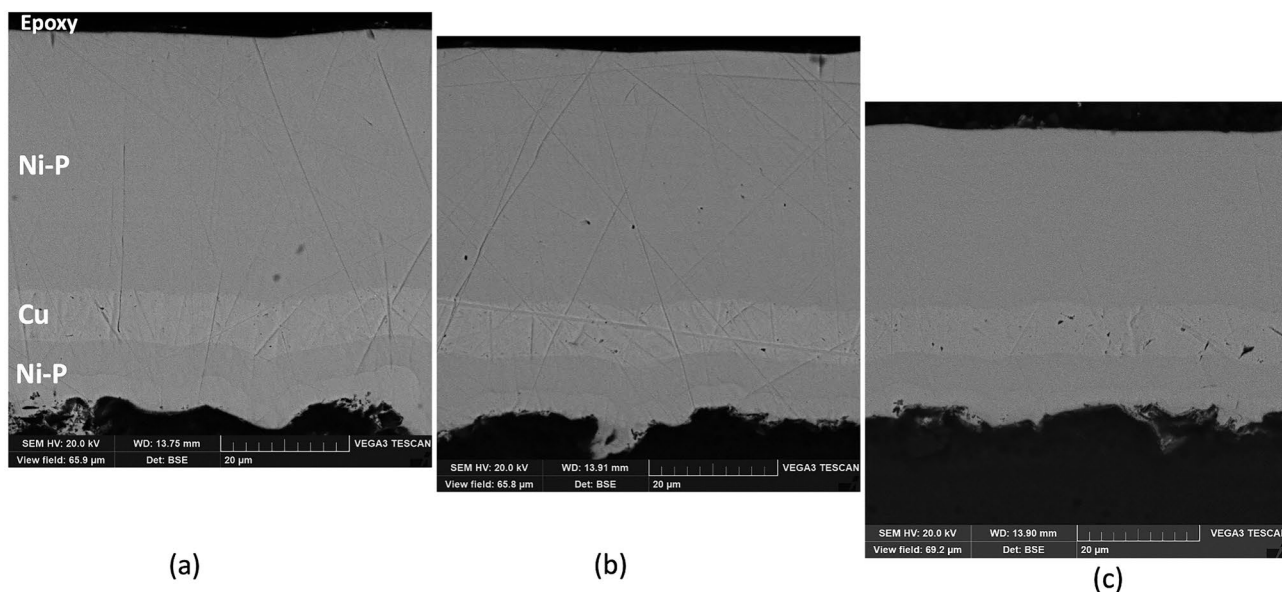 Epoxy
Ni-P
Cu
Ni-P
SEM HV: 20.0 kV WD: 13.75 mm VEGA3 TESCAN
View field: 65.9 µm Det: BSE 20 µm
(a)
SEM HV: 20.0 kV WD: 13.91 mm VEGA3 TESCAN
View field: 65.8 µm Det: BSE 20 µm
(b)
SEM HV: 20.0 kV WD: 13.90 mm VEGA3 TESCAN
View field: 69.2 µm Det: BSE 20 µm
(c)